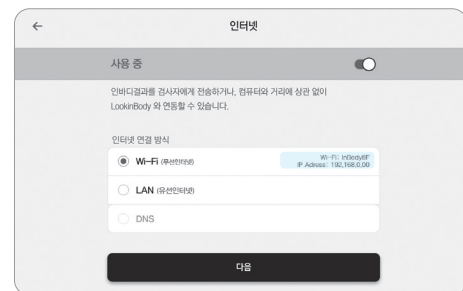 인터넷
사용 중
인바디결과를 검사자에게 전송하거나, 컴퓨터와 거리에 상관 없이
LookinBody 와 연동할 수 있습니다.
인터넷 연결 방식
Wi-Fi (무선인터넷)
Wi-Fi: InBody8F
IP Adress: 192,168,0,00
LAN (유선인터넷)
DNS
다음